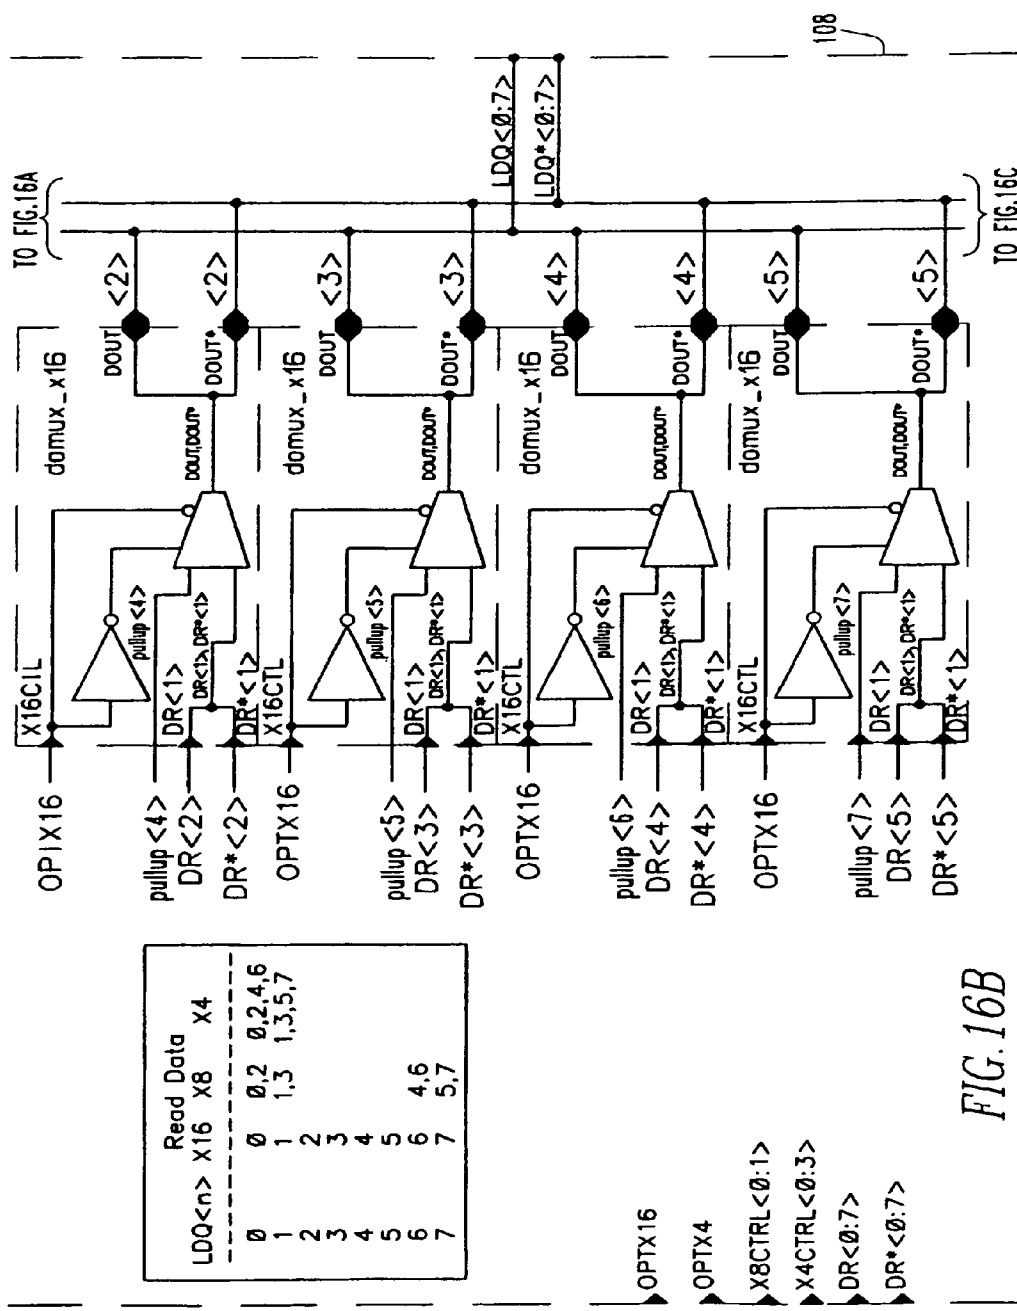 TO FIG.16A
108
LDQ<0:7>
LDQ*<0:7>
TO FIG.16C
domux_x16
DOUT
<2>
DOUT*
<2>
DOUT,DOUT*
X16CTL
OPTX16
pullup<4>
pullup<4>
DR<1>
DR<2>
DR<1>,DR*<1>
DR*<1>
DR*<2>
domux_x16
DOUT
<3>
DOUT*
<3>
DOUT,DOUT*
X16CTL
OPTX16
pullup<5>
pullup<5>
DR<1>
DR<3>
DR<1>,DR*<1>
DR*<1>
DR*<3>
domux_x16
DOUT
<4>
DOUT*
<4>
DOUT,DOUT*
X16CTL
OPTX16
pullup<6>
pullup<6>
DR<1>
DR<4>
DR<1>,DR*<1>
DR*<1>
DR*<4>
domux_x16
DOUT
<5>
DOUT*
<5>
DOUT,DOUT*
X16CTL
OPTX16
pullup<7>
pullup<7>
DR<1>
DR<5>
DR<1>,DR*<1>
DR*<1>
DR*<5>
Read Data
LDQ<n> X16 X8 X4
0 0 0,2 0,2,4,6
1 1 1,3 1,3,5,7
2 2
3 3
4 4
5 5
6 6 4,6
7 7 5,7
OPTX16
OPTX4
X8CTRL<0:1>
X4CTRL<0:3>
DR<0:7>
DR*<0:7>
FIG. 16B